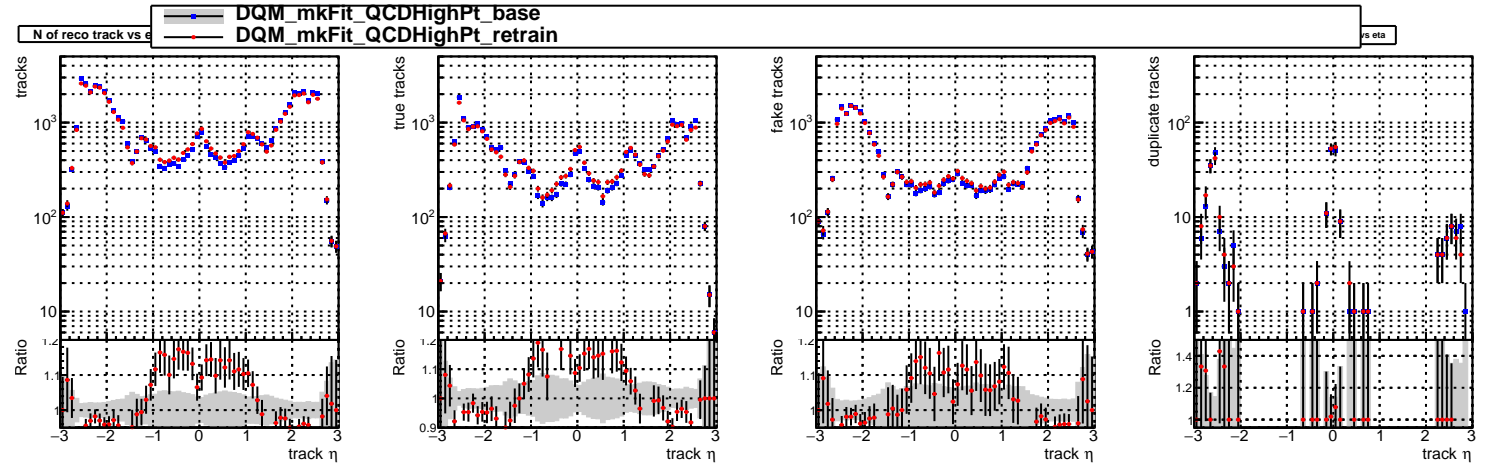 DQM_mkFit_QCDHighPt_base
DQM_mkFit_QCDHighPt_retrain
N of reco track vs e
vs eta
tracks
10³
10²
10
Ratio
1.2
1.1
1
−3 −2 −1 0 1 2 3
track η
true tracks
10³
10²
10
Ratio
1.2
1.1
1
0.9
−3 −2 −1 0 1 2 3
track η
fake tracks
10³
10²
10
Ratio
1.2
1.1
1
−3 −2 −1 0 1 2 3
track η
duplicate tracks
10²
10
1
Ratio
1.4
1.2
1
−3 −2 −1 0 1 2 3
track η